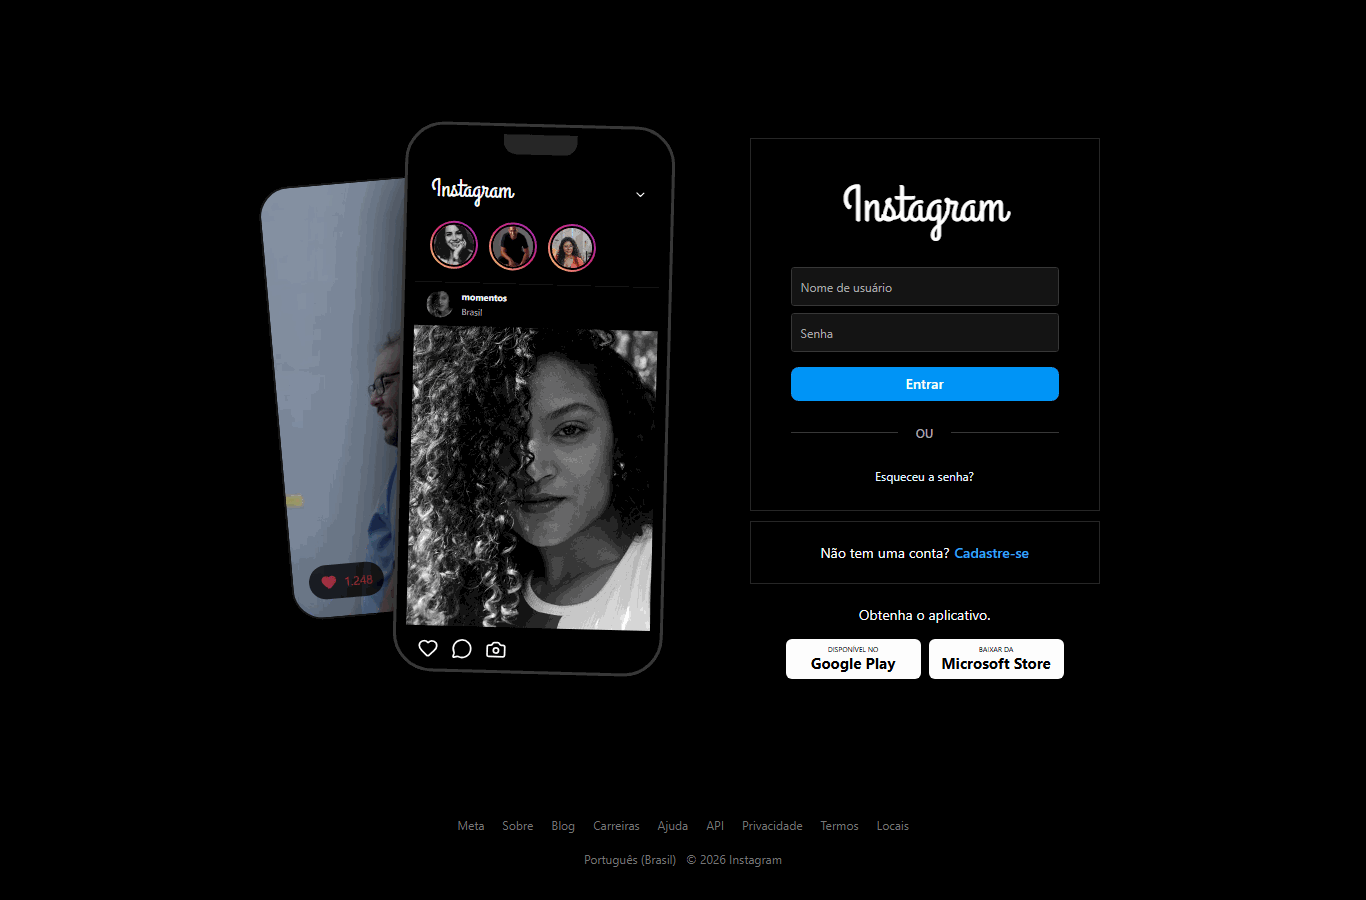 Instagram
momentos
Brasil
1.248
Instagram
Nome de usuário
Senha
Entrar
OU
Esqueceu a senha?
Não tem uma conta? Cadastre-se
Obtenha o aplicativo.
DISPONÍVEL NO
Google Play
BAIXAR DA
Microsoft Store
Meta Sobre Blog Carreiras Ajuda API Privacidade Termos Locais
Português (Brasil) © 2026 Instagram